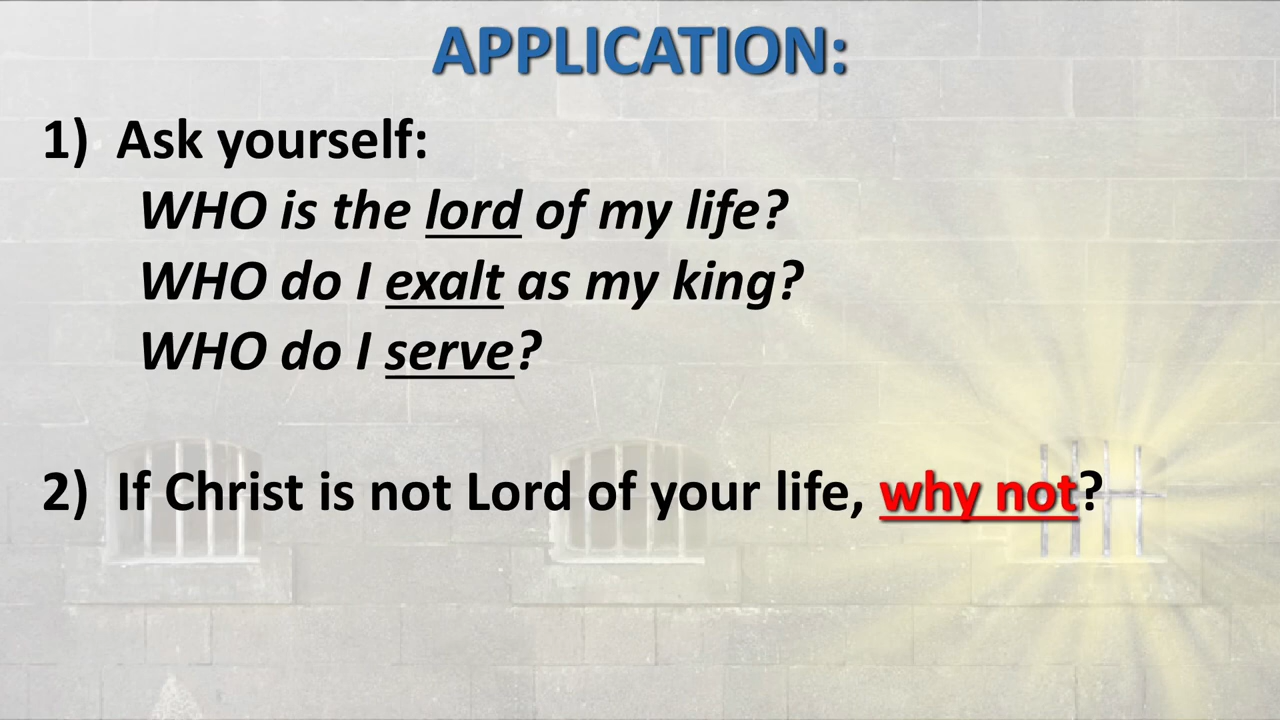 APPLICATION:
1) Ask yourself:
WHO is the lord of my life?
WHO do I exalt as my king?
WHO do I serve?
2) If Christ is not Lord of your life, why not?